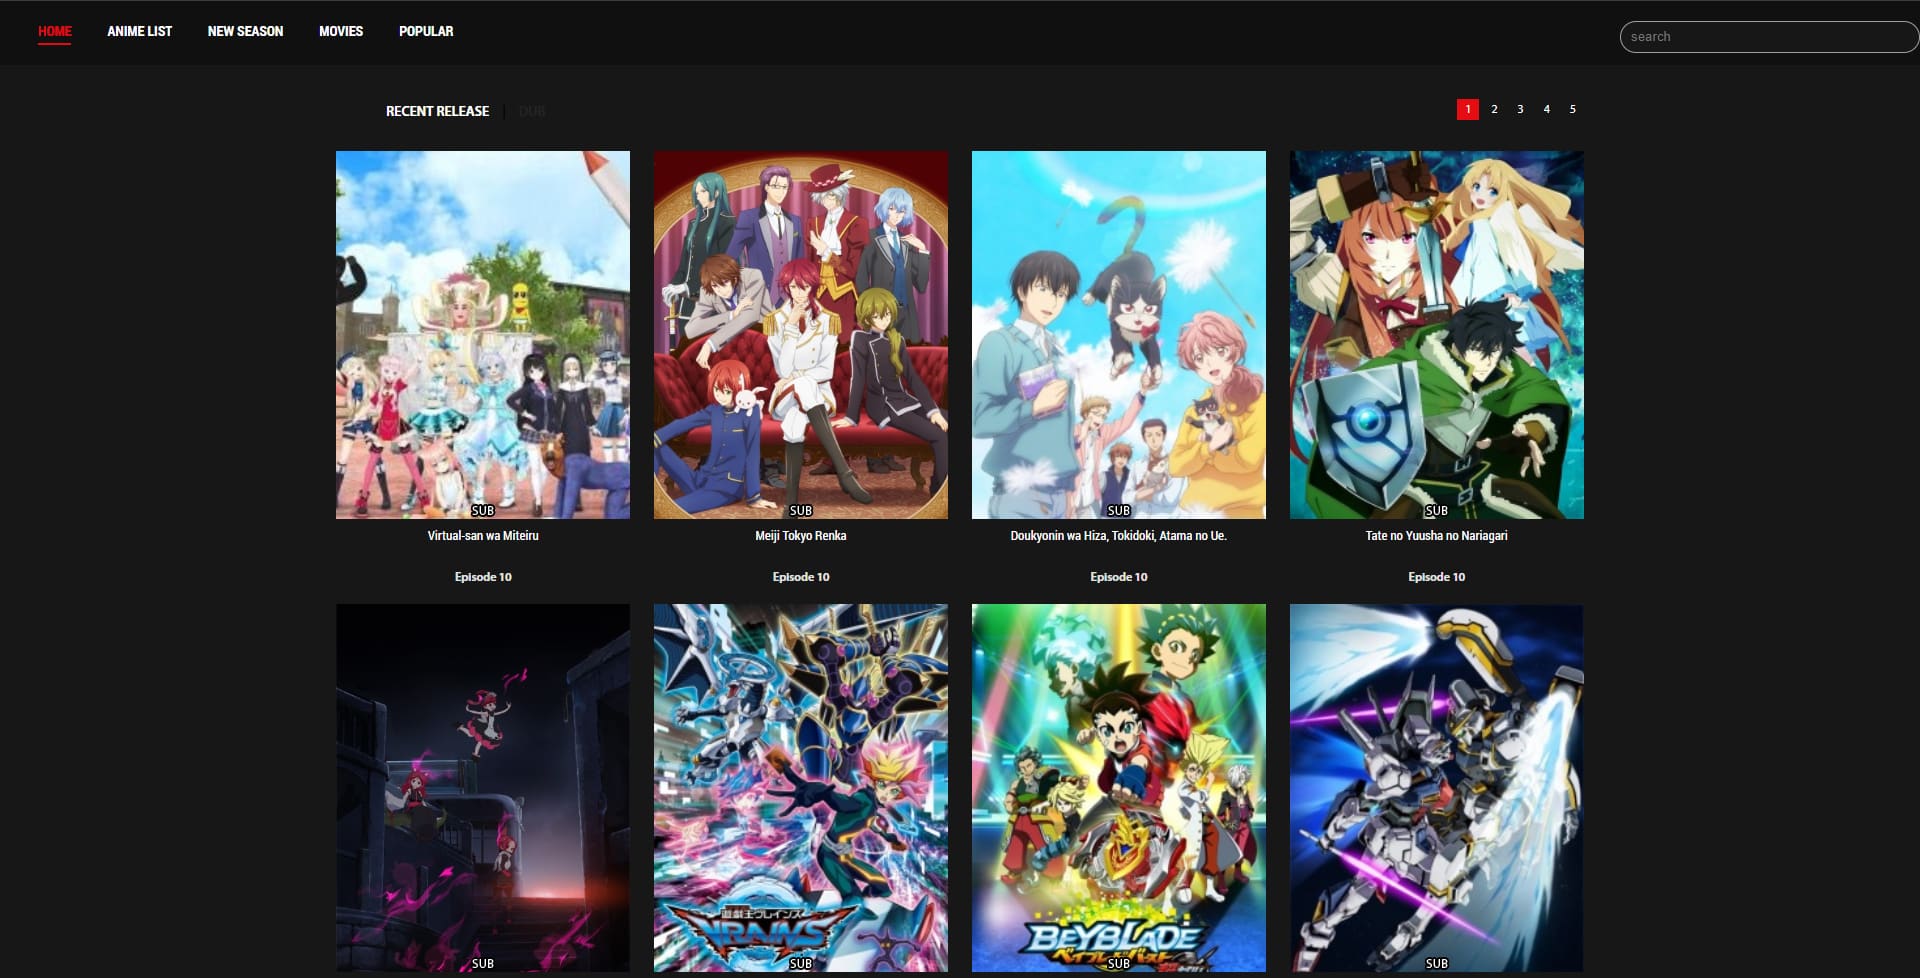 HOME ANIME LIST NEW SEASON MOVIES POPULAR
search
RECENT RELEASE | DUB
1 2 3 4 5
SUB SUB SUB SUB
Virtual-san wa Miteiru
Meiji Tokyo Renka
Doukyonin wa Hiza, Tokidoki, Atama no Ue.
Tate no Yuusha no Nariagari
Episode 10 Episode 10 Episode 10 Episode 10
遊戯王ヴレインズ
VRAINS
BEYBLADE
ベイブレードバースト
SUB SUB SUB SUB